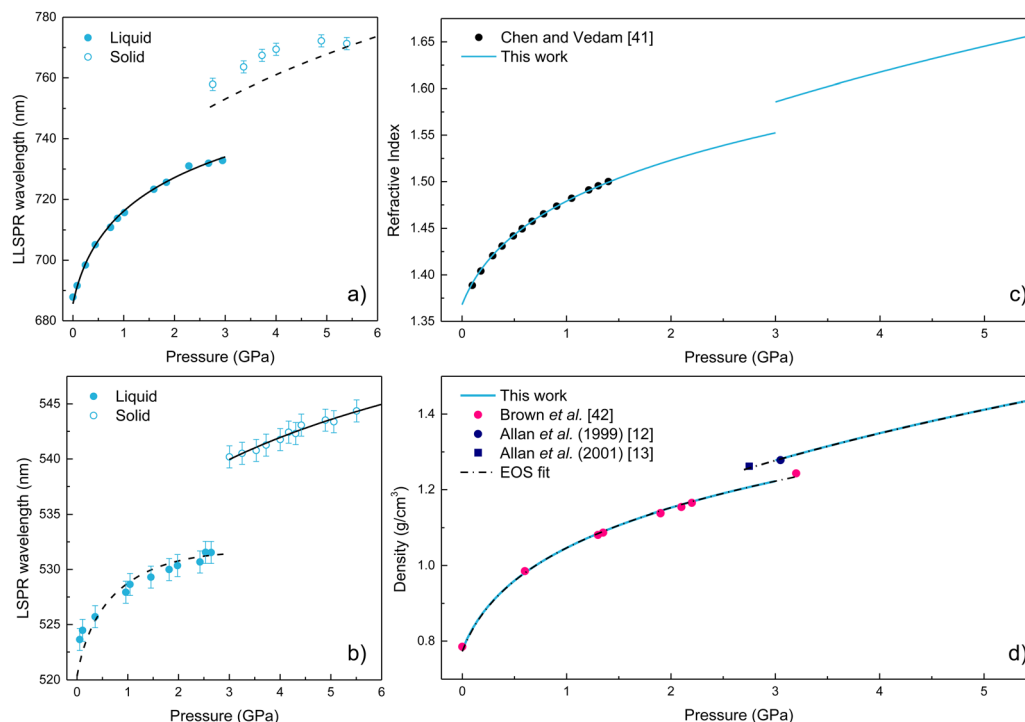 780
760
740
720
700
680
LLSPR wavelength (nm)
Liquid
Solid
a)
0 1 2 3 4 5 6
Pressure (GPa)
1.65
1.60
1.55
1.50
1.45
1.40
1.35
Refractive Index
Chen and Vedam [41]
This work
c)
0 1 2 3 4 5
Pressure (GPa)
545
540
535
530
525
520
LSPR wavelength (nm)
Liquid
Solid
b)
0 1 2 3 4 5 6
Pressure (GPa)
1.4
1.2
1.0
0.8
Density (g/cm³)
This work
Brown et al. [42]
Allan et al. (1999) [12]
Allan et al. (2001) [13]
EOS fit
d)
0 1 2 3 4 5
Pressure (GPa)